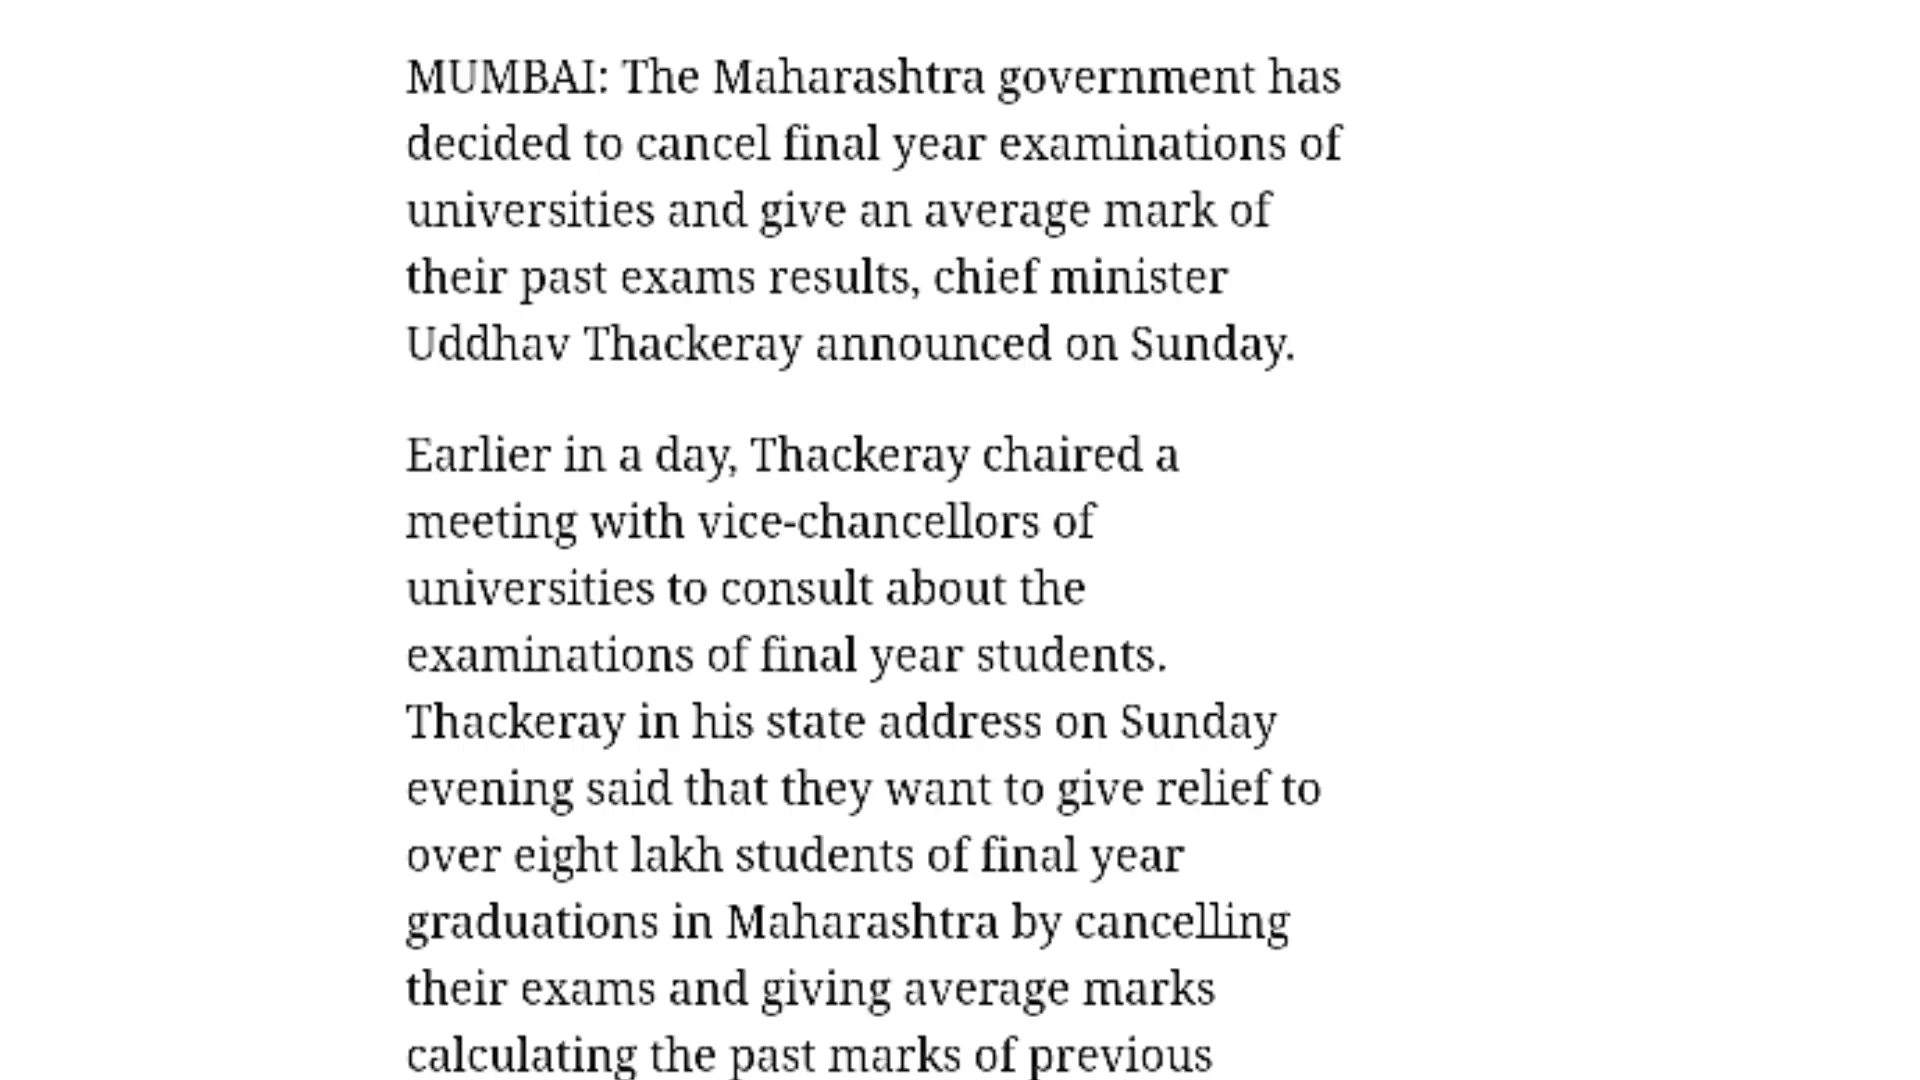 MUMBAI: The Maharashtra government has
decided to cancel final year examinations of
universities and give an average mark of
their past exams results, chief minister
Uddhav Thackeray announced on Sunday.
Earlier in a day, Thackeray chaired a
meeting with vice-chancellors of
universities to consult about the
examinations of final year students.
Thackeray in his state address on Sunday
evening said that they want to give relief to
over eight lakh students of final year
graduations in Maharashtra by cancelling
their exams and giving average marks
calculating the past marks of previous